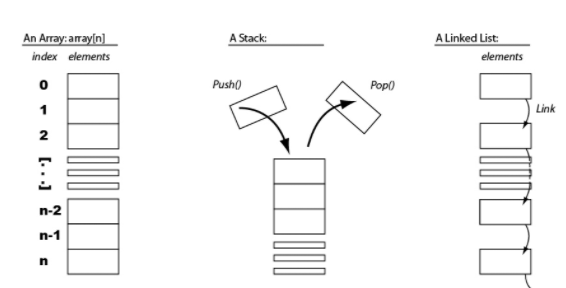 An Array: array[n]
index elements
0
1
2
[. . .]
n-2
n-1
n
A Stack:
Push()
Pop()
A Linked List:
elements
Link